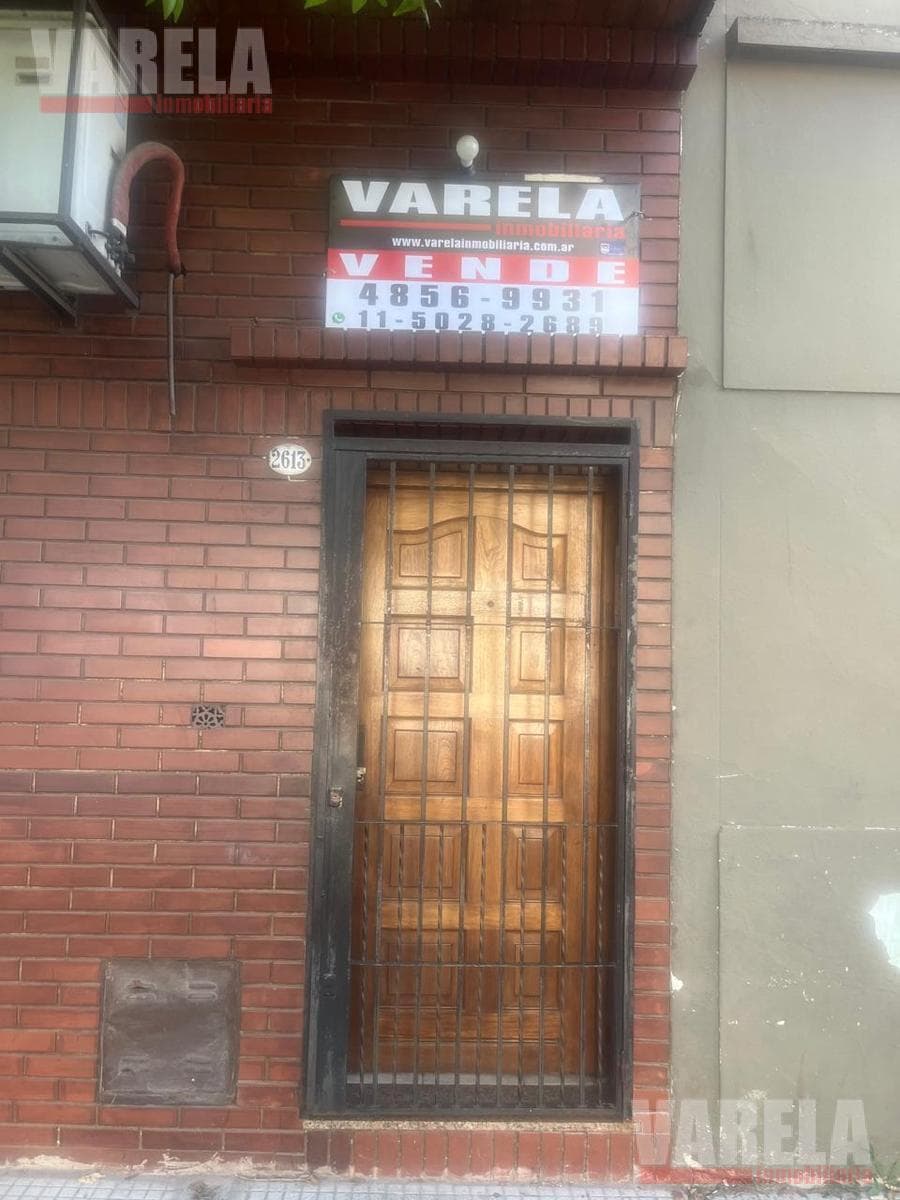 VARELA
inmobiliaria
VARELA
inmobiliaria
www.varelainmobiliaria.com.ar
VENDE
4856-9931
11-5028-2689
2613
VARELA
inmobiliaria